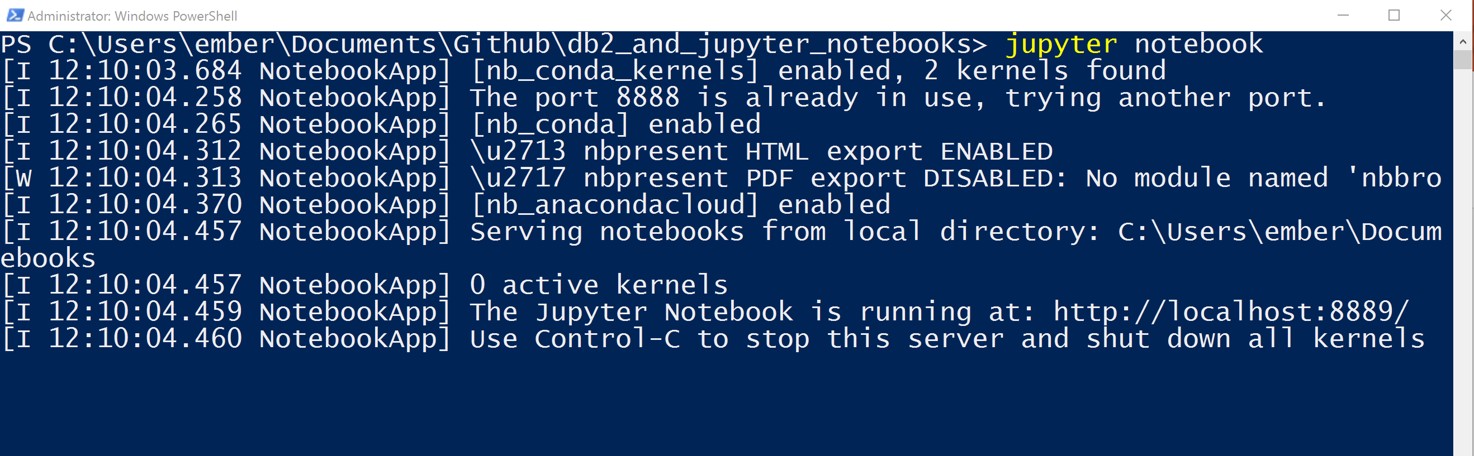 Administrator: Windows PowerShell
PS C:\Users\ember\Documents\Github\db2_and_jupyter_notebooks> jupyter notebook
[I 12:10:03.684 NotebookApp] [nb_conda_kernels] enabled, 2 kernels found
[I 12:10:04.258 NotebookApp] The port 8888 is already in use, trying another port.
[I 12:10:04.265 NotebookApp] [nb_conda] enabled
[I 12:10:04.312 NotebookApp] \u2713 nbpresent HTML export ENABLED
[W 12:10:04.313 NotebookApp] \u2717 nbpresent PDF export DISABLED: No module named 'nbbro
[I 12:10:04.370 NotebookApp] [nb_anacondacloud] enabled
[I 12:10:04.457 NotebookApp] Serving notebooks from local directory: C:\Users\ember\Docum
ebooks
[I 12:10:04.457 NotebookApp] 0 active kernels
[I 12:10:04.459 NotebookApp] The Jupyter Notebook is running at: http://localhost:8889/
[I 12:10:04.460 NotebookApp] Use Control-C to stop this server and shut down all kernels